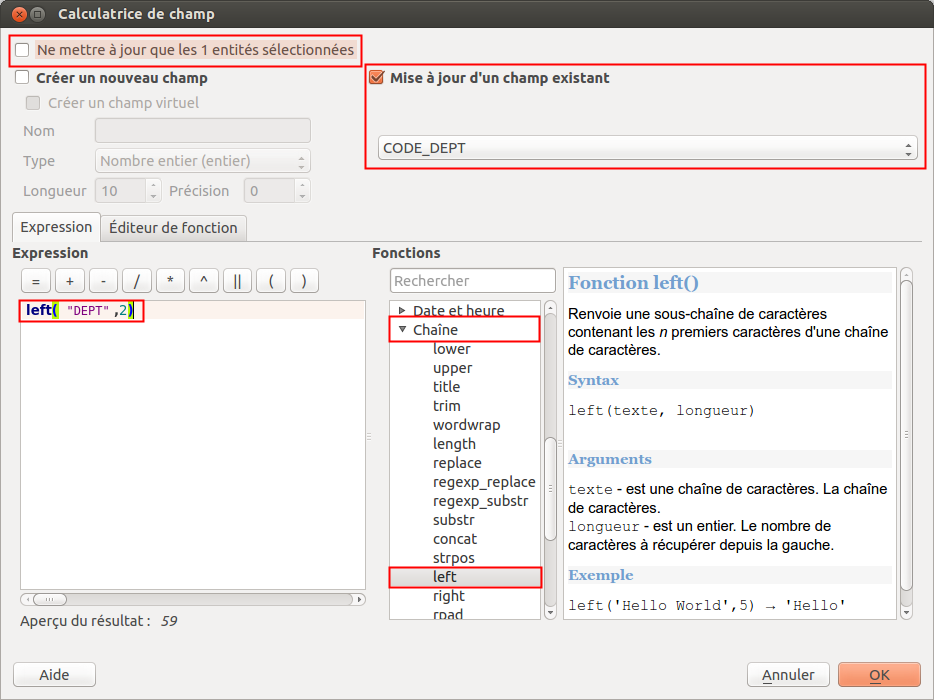 Calculatrice de champ
Ne mettre à jour que les 1 entités sélectionnées
Créer un nouveau champ
Mise à jour d'un champ existant
Créer un champ virtuel
Nom
CODE_DEPT
Type
Nombre entier (entier)
Longueur
10
Précision
0
Expression
Éditeur de fonction
Expression
Fonctions
=
+
-
/
*
^
||
(
)
left( "DEPT" ,2)
Rechercher
Date et heure
Chaîne
lower
upper
title
trim
wordwrap
length
replace
regexp_replace
regexp_substr
substr
concat
strpos
left
right
rpad
Fonction left()
Renvoie une sous-chaîne de caractères
contenant les n premiers caractères d'une chaîne
de caractères.
Syntax
left(texte, longueur)
Arguments
texte - est une chaîne de caractères. La chaîne
de caractères.
longueur - est un entier. Le nombre de
caractères à récupérer depuis la gauche.
Exemple
left('Hello World',5) → 'Hello'
Aperçu du résultat : 59
Aide
Annuler
OK